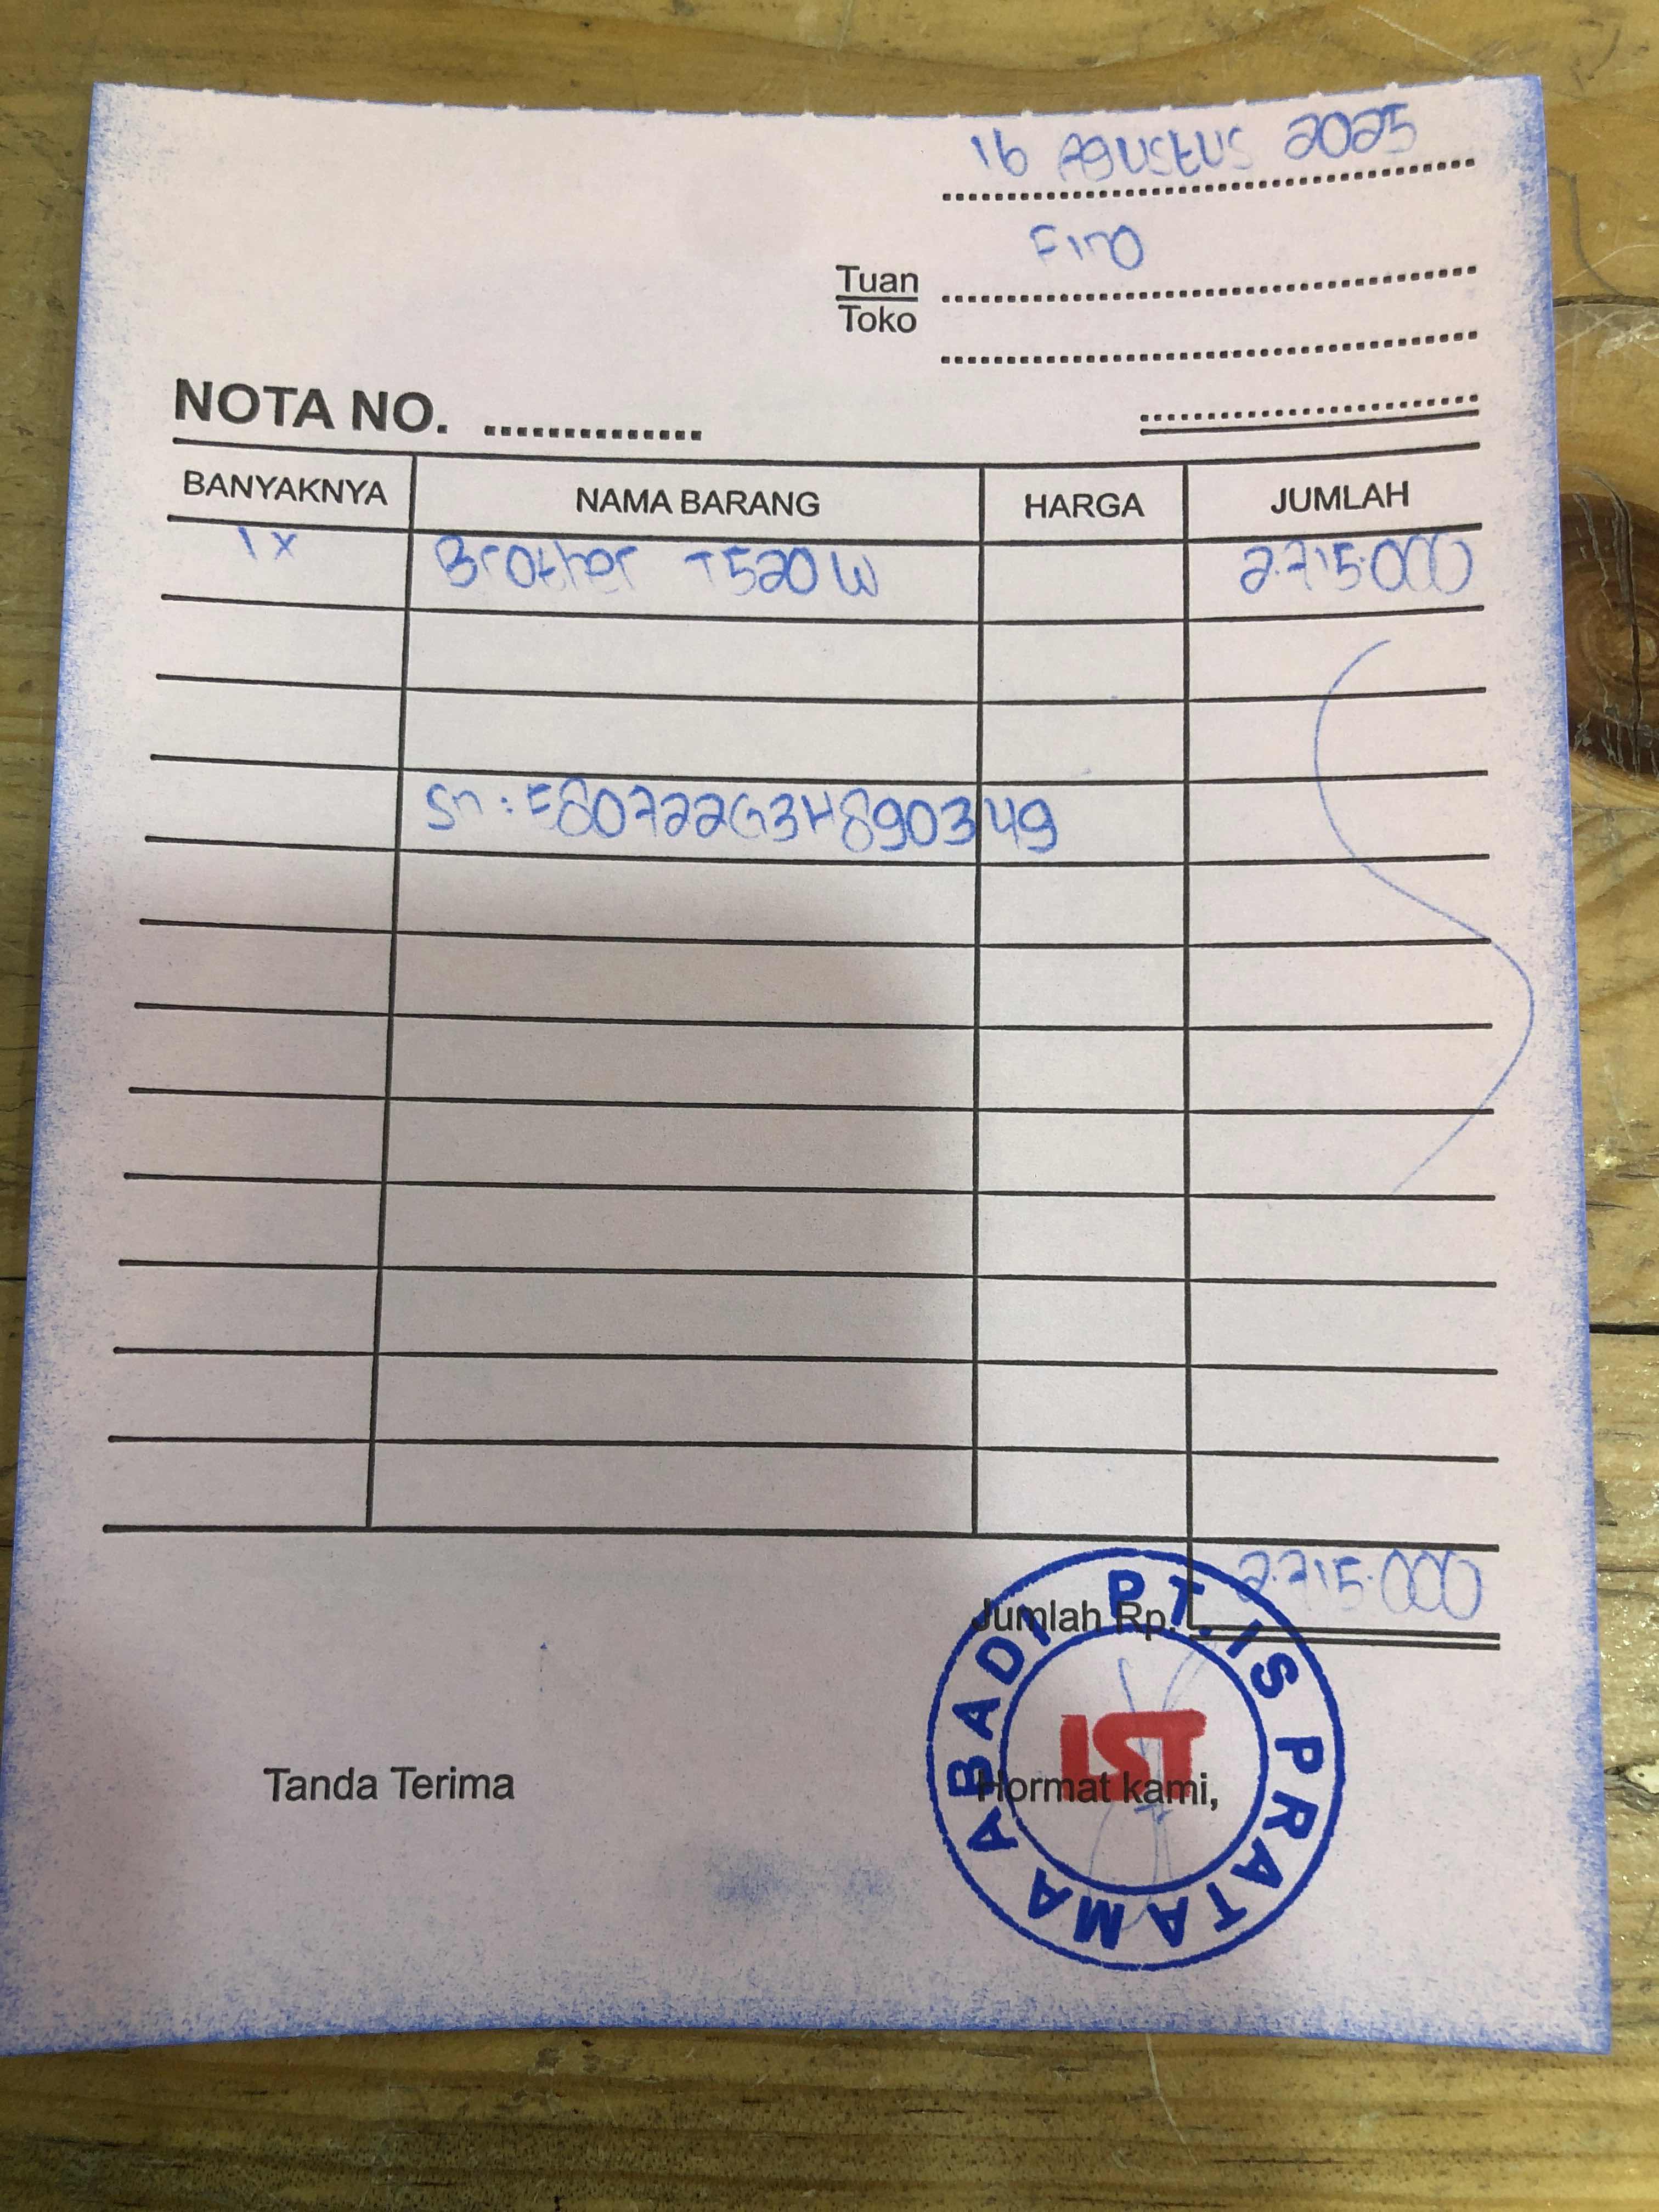 16 Agustus 2025
Tuan Fino
Toko
NOTA NO.
BANYAKNYA NAMA BARANG HARGA JUMLAH
1x Brother T520W 2.715.000
Sn: E80722G3H890349
Jumlah Rp. 2.715.000
Tanda Terima Hormat kami,
P.T. IS PRATAMA ABADI
IST